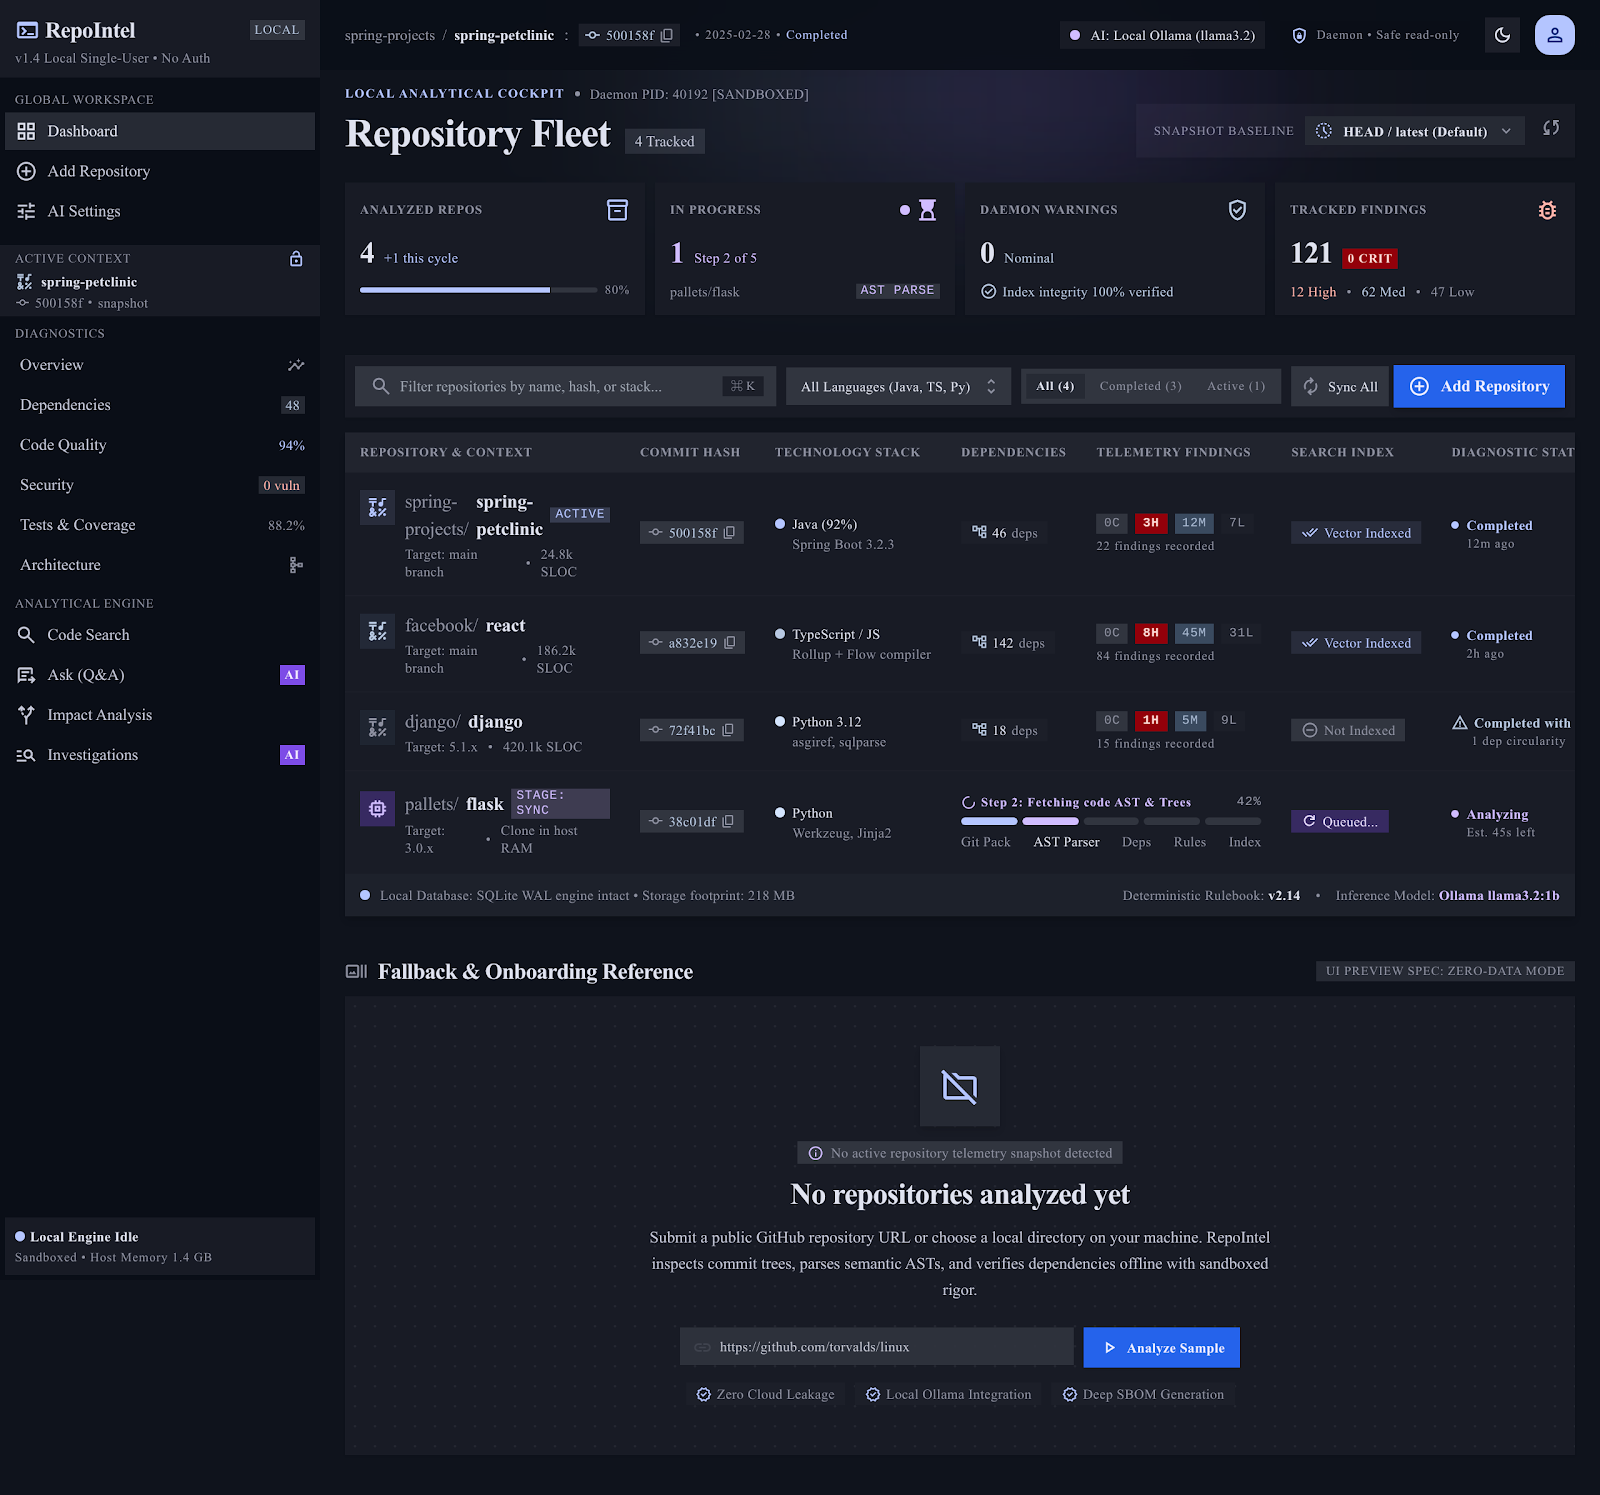 RepoIntel LOCAL
v1.4 Local Single-User • No Auth
GLOBAL WORKSPACE
Dashboard
Add Repository
AI Settings
ACTIVE CONTEXT
spring-petclinic
500158f • snapshot
DIAGNOSTICS
Overview
Dependencies 48
Code Quality 94%
Security 0 vuln
Tests & Coverage 88.2%
Architecture
ANALYTICAL ENGINE
Code Search
Ask (Q&A) AI
Impact Analysis
Investigations AI
Local Engine Idle
Sandboxed • Host Memory 1.4 GB
spring-projects / spring-petclinic : 500158f • 2025-02-28 • Completed
AI: Local Ollama (llama3.2)
Daemon • Safe read-only
LOCAL ANALYTICAL COCKPIT • Daemon PID: 40192 [SANDBOXED]
Repository Fleet 4 Tracked
SNAPSHOT BASELINE HEAD / latest (Default)
ANALYZED REPOS
4 +1 this cycle
80%
IN PROGRESS
1 Step 2 of 5
pallets/flask AST PARSE
DAEMON WARNINGS
0 Nominal
Index integrity 100% verified
TRACKED FINDINGS
121 0 CRIT
12 High • 62 Med • 47 Low
Filter repositories by name, hash, or stack... ⌘K
All Languages (Java, TS, Py)
All (4) Completed (3) Active (1)
Sync All
Add Repository
REPOSITORY & CONTEXT COMMIT HASH TECHNOLOGY STACK DEPENDENCIES TELEMETRY FINDINGS SEARCH INDEX DIAGNOSTIC STAT
spring-projects/ spring-petclinic ACTIVE
Target: main branch • 24.8k SLOC
500158f
Java (92%)
Spring Boot 3.2.3
46 deps
0C 3H 12M 7L
22 findings recorded
Vector Indexed
Completed
12m ago
facebook/ react
Target: main branch • 186.2k SLOC
a832e19
TypeScript / JS
Rollup + Flow compiler
142 deps
0C 8H 45M 31L
84 findings recorded
Vector Indexed
Completed
2h ago
django/ django
Target: 5.1.x • 420.1k SLOC
72f41bc
Python 3.12
asgiref, sqlparse
18 deps
0C 1H 5M 9L
15 findings recorded
Not Indexed
Completed with
1 dep circularity
pallets/ flask STAGE: SYNC
Target: 3.0.x • Clone in host RAM
38c01df
Python
Werkzeug, Jinja2
Step 2: Fetching code AST & Trees 42%
Git Pack AST Parser Deps Rules Index
Queued...
Analyzing
Est. 45s left
Local Database: SQLite WAL engine intact • Storage footprint: 218 MB
Deterministic Rulebook: v2.14 • Inference Model: Ollama llama3.2:1b
Fallback & Onboarding Reference
UI PREVIEW SPEC: ZERO-DATA MODE
No active repository telemetry snapshot detected
No repositories analyzed yet
Submit a public GitHub repository URL or choose a local directory on your machine. RepoIntel
inspects commit trees, parses semantic ASTs, and verifies dependencies offline with sandboxed
rigor.
https://github.com/torvalds/linux
Analyze Sample
Zero Cloud Leakage Local Ollama Integration Deep SBOM Generation